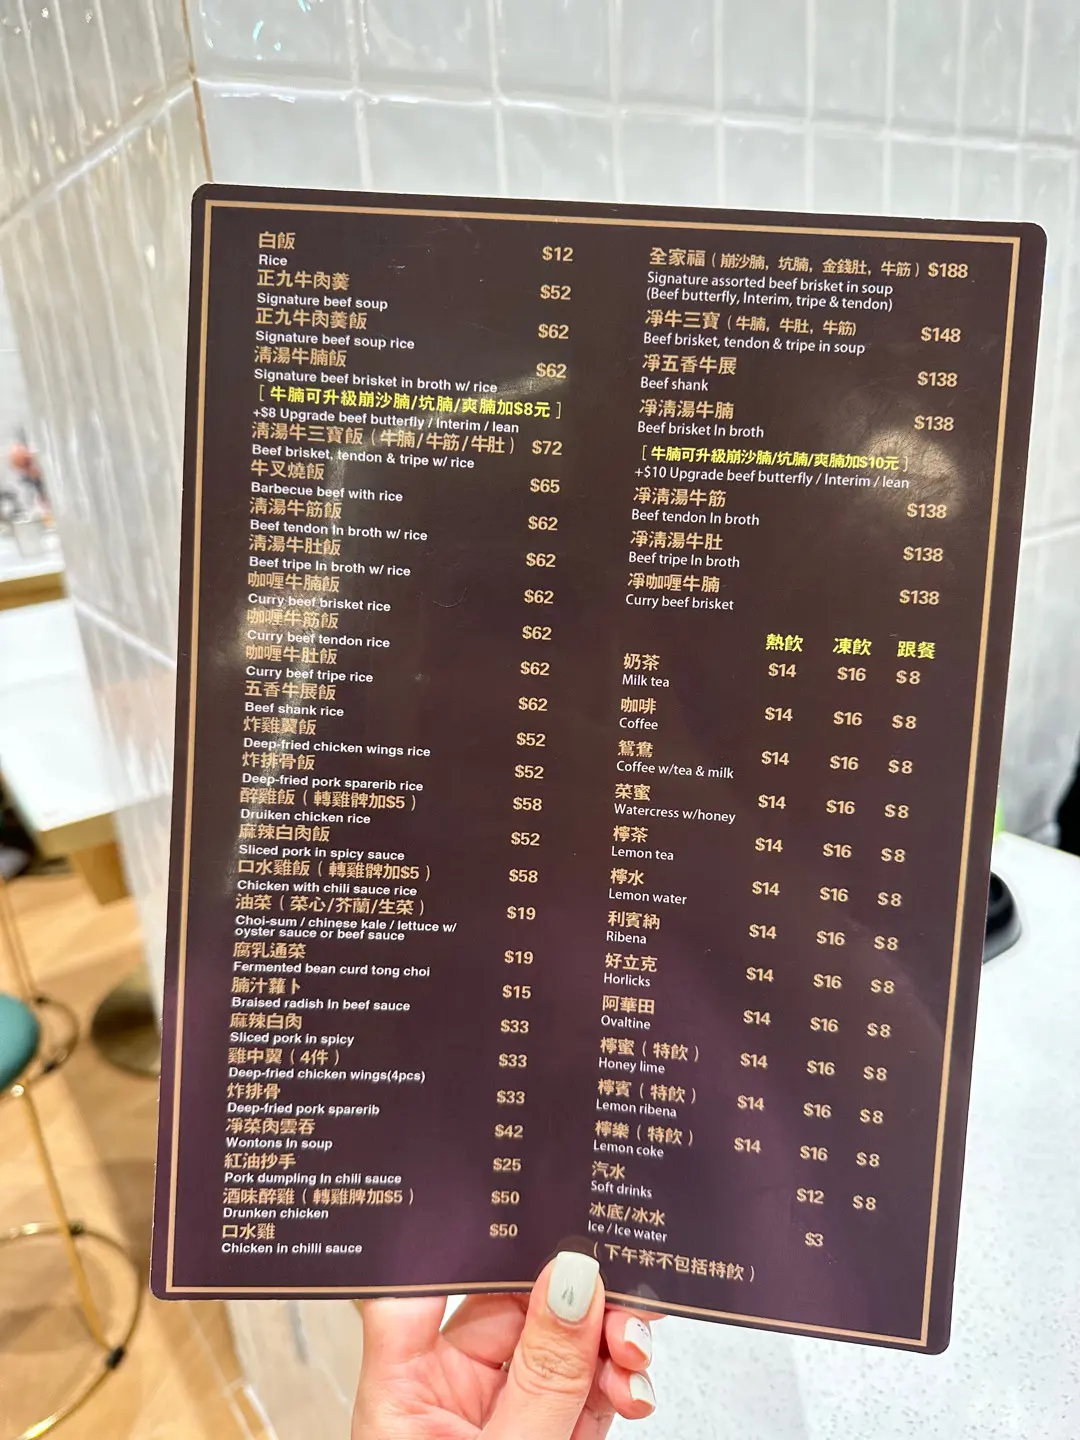 白飯 $12
Rice
正九牛肉羹 $52
Signature beef soup
正九牛肉羹飯 $62
Signature beef soup rice
清湯牛腩飯 $62
Signature beef brisket in broth w/ rice
[ 牛腩可升級崩沙腩/坑腩/爽腩加$8元 ]
+$8 Upgrade beef butterfly / Interim / lean
清湯牛三寶飯 ( 牛腩/牛筋/牛肚 ) $72
Beef brisket, tendon & tripe w/ rice
牛叉燒飯 $65
Barbecue beef with rice
清湯牛筋飯 $62
Beef tendon In broth w/ rice
清湯牛肚飯 $62
Beef tripe In broth w/ rice
咖喱牛腩飯 $62
Curry beef brisket rice
咖喱牛筋飯 $62
Curry beef tendon rice
咖喱牛肚飯 $62
Curry beef tripe rice
五香牛展飯 $62
Beef shank rice
炸雞翼飯 $52
Deep-fried chicken wings rice
炸排骨飯 $52
Deep-fried pork sparerib rice
醉雞飯 ( 轉雞髀加$5 ) $58
Druiken chicken rice
麻辣白肉飯 $52
Sliced pork in spicy sauce
口水雞飯 ( 轉雞髀加$5 ) $58
Chicken with chili sauce rice
油菜 ( 菜心/芥蘭/生菜 ) $19
Choi-sum / chinese kale / lettuce w/
oyster sauce or beef sauce
腐乳通菜 $19
Fermented bean curd tong choi
腩汁蘿卜 $15
Braised radish In beef sauce
麻辣白肉 $33
Sliced pork in spicy
雞中翼 ( 4件 ) $33
Deep-fried chicken wings(4pcs)
炸排骨 $33
Deep-fried pork sparerib
凈菜肉雲吞 $42
Wontons In soup
紅油抄手 $25
Pork dumpling In chili sauce
酒味醉雞 ( 轉雞髀加$5 ) $50
Drunken chicken
口水雞 $50
Chicken in chilli sauce
全家福 ( 崩沙腩, 坑腩, 金錢肚, 牛筋 ) $188
Signature assorted beef brisket in soup
(Beef butterfly, Interim, tripe & tendon)
凈牛三寶 ( 牛腩, 牛肚, 牛筋) $148
Beef brisket, tendon & tripe in soup
凈五香牛展 $138
Beef shank
凈清湯牛腩 $138
Beef brisket In broth
[ 牛腩可升級崩沙腩/坑腩/爽腩加$10元 ]
+$10 Upgrade beef butterfly / Interim / lean
凈清湯牛筋 $138
Beef tendon In broth
凈清湯牛肚 $138
Beef tripe In broth
凈咖喱牛腩 $138
Curry beef brisket
熱飲 凍飲 跟餐
奶茶 $14 $16 $8
Milk tea
咖啡 $14 $16 $8
Coffee
鴛鴦 $14 $16 $8
Coffee w/tea & milk
菜蜜 $14 $16 $8
Watercress w/honey
檸茶 $14 $16 $8
Lemon tea
檸水 $14 $16 $8
Lemon water
利賓納 $14 $16 $8
Ribena
好立克 $14 $16 $8
Horlicks
阿華田 $14 $16 $8
Ovaltine
檸蜜 ( 特飲 ) $14 $16 $8
Honey lime
檸賓 ( 特飲 ) $14 $16 $8
Lemon ribena
檸樂 ( 特飲 ) $14 $16 $8
Lemon coke
汽水 $12 $8
Soft drinks
冰底/冰水 $3
Ice / Ice water
( 下午茶不包括特飲 )